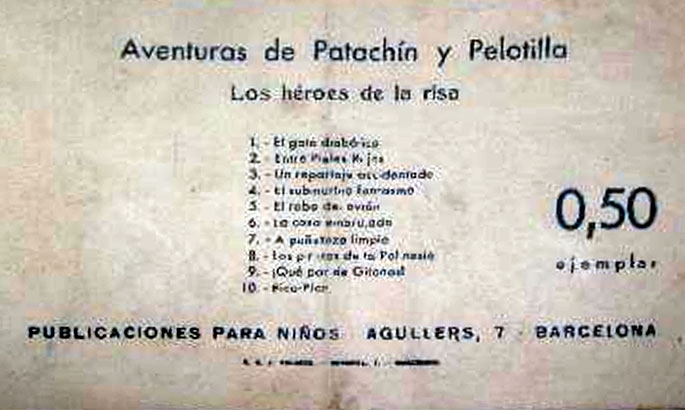 Aventuras de Patachín y Pelotilla
Los héroes de la risa
1. - El gato diabólico
2. - Entre Pieles Rojas
3. - Un reportaje accidentado
4. - El submarino fantasma
5. - El robo del avión
6. - La casa embrujada
7. - A puñetazo limpio
8. - Los piratas de la Polinesia
9. - ¡Qué par de Gitanos!
10. - Pica-Pica
0,50
ejemplar
PUBLICACIONES PARA NIÑOS AGULLERS, 7 - BARCELONA